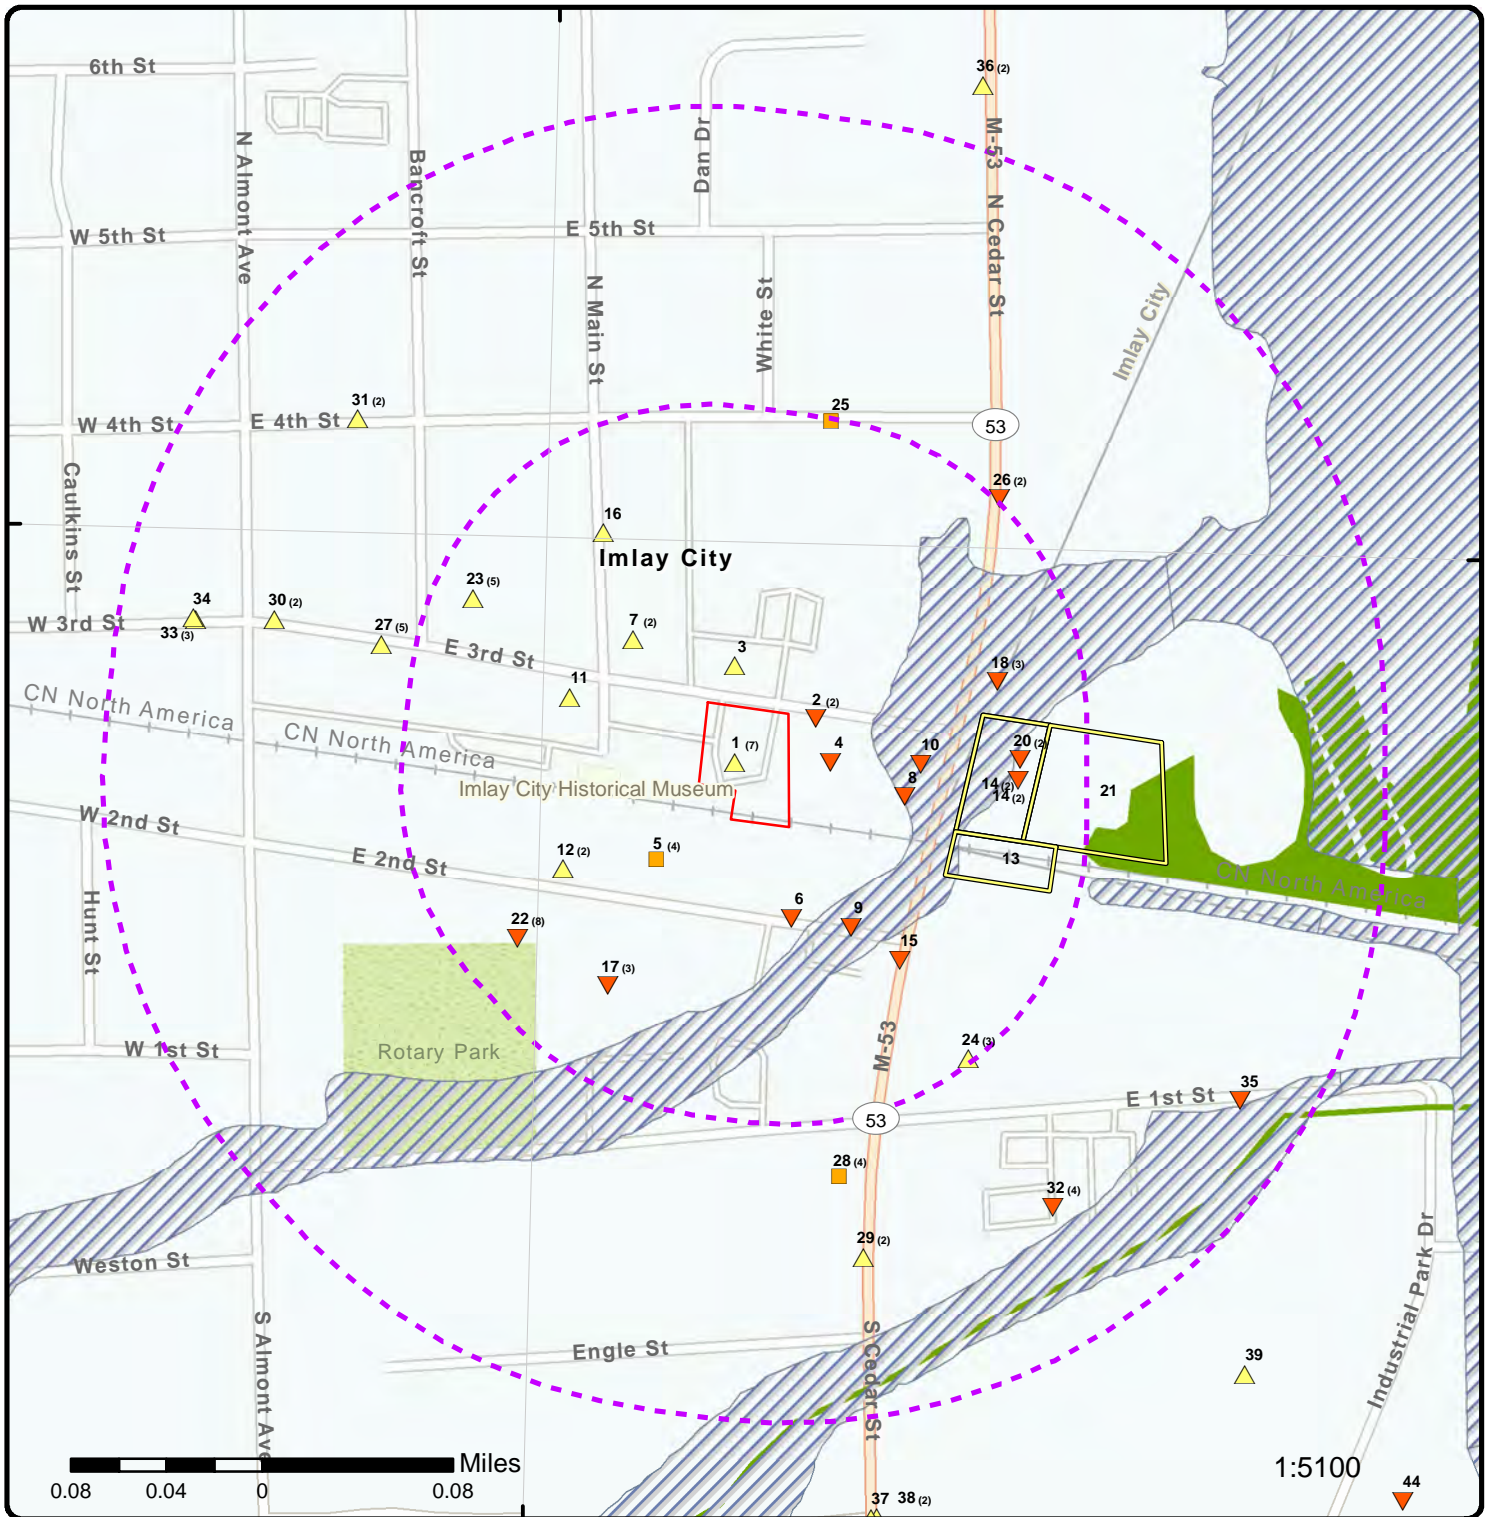 36 (2)
6th St
Dan Dr
M-53
N Almont Ave
Bancroft St
N Cedar St
W 5th St
E 5th St
N Main St
White St
Imlay City
31 (2)
25
W 4th St
E 4th St
53
Caulkins St
26 (2)
16
Imlay City
23 (5)
34
30 (2)
7 (2)
W 3rd St
33 (3)
27 (5)
E 3rd St
3
18 (3)
11
CN North America
2 (2)
CN North America
1 (7)
4
10
20 (2)
Imlay City Historical Museum
8
14 (2)
14 (2)
21
W 2nd St
E 2nd St
12 (2)
5 (4)
13
CN North America
Hunt St
6
9
22 (8)
15
17 (3)
W 1st St
Rotary Park
M-53
24 (3)
E 1st St
35
53
28 (4)
32 (4)
Weston St
29 (2)
Industrial Park Dr
S Almont Ave
Engle St
S Cedar St
39
Miles
1:5100
0.08
0.04
0
0.08
37
38 (2)
44